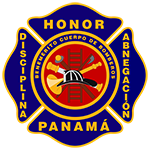 HONOR
BENEMÉRITO CUERPO DE BOMBEROS
DISCIPLINA
ABNEGACIÓN
PANAMÁ